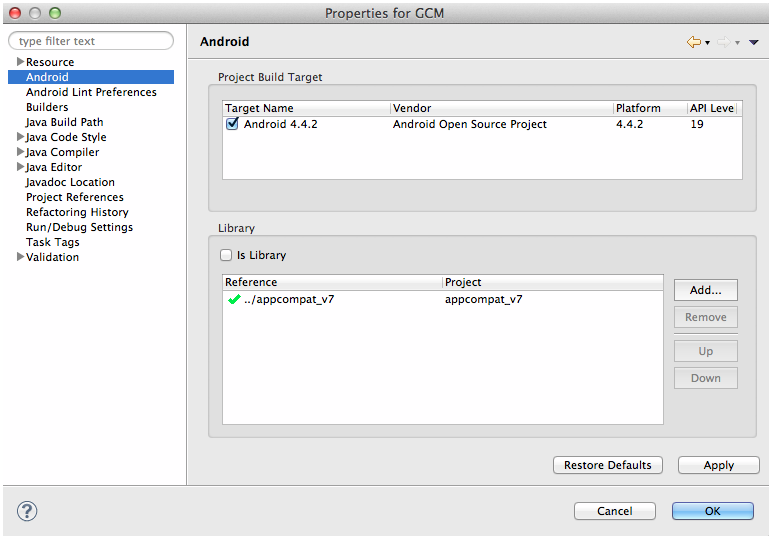 Properties for GCM
type filter text
Resource
Android
Android Lint Preferences
Builders
Java Build Path
Java Code Style
Java Compiler
Java Editor
Javadoc Location
Project References
Refactoring History
Run/Debug Settings
Task Tags
Validation
Android
Project Build Target
Target Name Vendor Platform API Leve
Android 4.4.2 Android Open Source Project 4.4.2 19
Library
Is Library
Reference Project
../appcompat_v7 appcompat_v7
Add...
Remove
Up
Down
Restore Defaults Apply
? Cancel OK